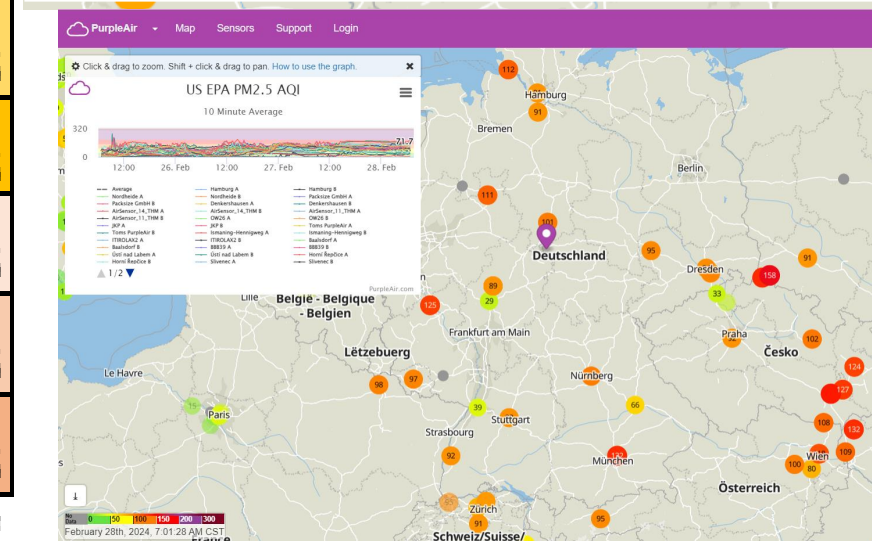 PurpleAir Map Sensors Support Login
Click & drag to zoom. Shift + click & drag to pan. How to use the graph.
US EPA PM2.5 AQI
10 Minute Average
320
71.7
0
12:00 26. Feb 12:00 27. Feb 12:00 28. Feb
Average Hamburg A Hamburg B
Nordheide A Nordheide B Packsize GmbH A
Packsize GmbH B Denkershausen A Denkershausen B
AirSensor_14_THM A AirSensor_14_THM B AirSensor_11_THM A
AirSensor_11_THM B OW26 A OW26 B
JKP A JKP B Toms PurpleAir A
Toms PurpleAir B Ismaning-Hennigweg A Ismaning-Hennigweg B
ITIROLAX2 A ITIROLAX2 B Baalsdorf A
Baalsdorf B BBB39 A BBB39 B
Ústí nad Labem A Ústí nad Labem B Horní Řepčice A
Horní Řepčice B Slivenec A Slivenec B
1/2
PurpleAir.com
112
Hamburg
91
Bremen
Berlin
111
101
Deutschland
95
91
Dresden
158
33
89
29
125
Lille
België - Belgique
- Belgien
Frankfurt am Main
Praha
102
Česko
Lëtzebuerg
124
Le Havre
98
97
Nürnberg
127
39
66
Paris
Stuttgart
108
132
Strasbourg
92
München
Wien
109
100
80
Österreich
Zürich
91
95
Schweiz/Suisse/
No Data 0 50 100 150 200 300
February 28th, 2024, 7:01:28 AM CST
France